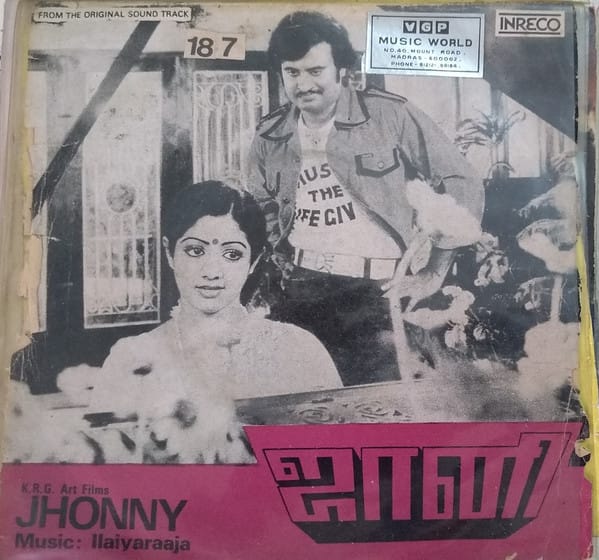 FROM THE ORIGINAL SOUND TRACK
18 7
VGP
MUSIC WORLD
NO.40, MOUNT ROAD,
MADRAS-600002.
INRECO
THE
ஜானி
K.R.G. Art Films
JHONNY
Music: Ilaiyaraaja